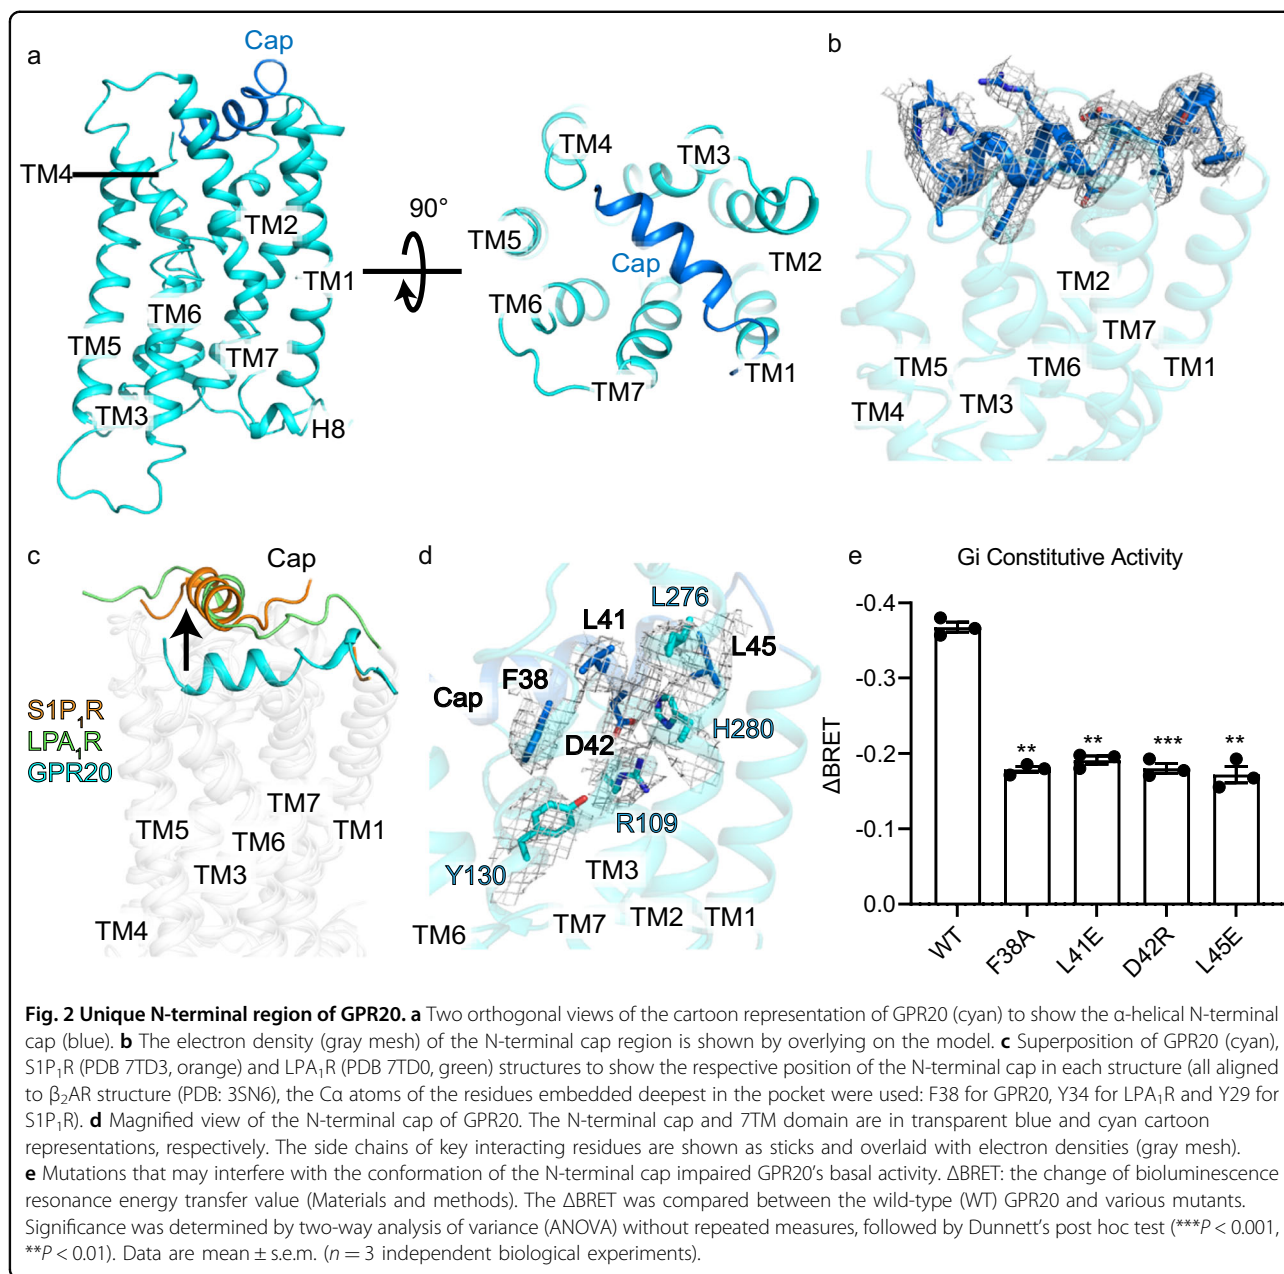 a
Cap
TM4
TM2
TM1
TM6
TM5
TM7
TM3
H8
90°
TM4
TM3
TM5
Cap
TM2
TM6
TM7
TM1
b
TM2
TM7
TM5
TM6
TM1
TM4
TM3
c
Cap
S1P₁R
LPA₁R
GPR20
TM7
TM5
TM1
TM6
TM3
TM4
d
L276
L41
L45
F38
Cap
H280
D42
R109
Y130
TM3
TM7
TM2
TM1
TM6
e
Gi Constitutive Activity
-0.4
-0.3
-0.2
-0.1
0.0
ΔBRET
** ** *** **
WT
F38A
L41E
D42R
L45E
Fig. 2 Unique N-terminal region of GPR20. a Two orthogonal views of the cartoon representation of GPR20 (cyan) to show the α-helical N-terminal
cap (blue). b The electron density (gray mesh) of the N-terminal cap region is shown by overlying on the model. c Superposition of GPR20 (cyan),
S1P₁R (PDB 7TD3, orange) and LPA₁R (PDB 7TD0, green) structures to show the respective position of the N-terminal cap in each structure (all aligned
to β₂AR structure (PDB: 3SN6), the Cα atoms of the residues embedded deepest in the pocket were used: F38 for GPR20, Y34 for LPA₁R and Y29 for
S1P₁R). d Magnified view of the N-terminal cap of GPR20. The N-terminal cap and 7TM domain are in transparent blue and cyan cartoon
representations, respectively. The side chains of key interacting residues are shown as sticks and overlaid with electron densities (gray mesh).
e Mutations that may interfere with the conformation of the N-terminal cap impaired GPR20's basal activity. ΔBRET: the change of bioluminescence
resonance energy transfer value (Materials and methods). The ΔBRET was compared between the wild-type (WT) GPR20 and various mutants.
Significance was determined by two-way analysis of variance (ANOVA) without repeated measures, followed by Dunnett's post hoc test (***P < 0.001,
**P < 0.01). Data are mean ± s.e.m. (n = 3 independent biological experiments).